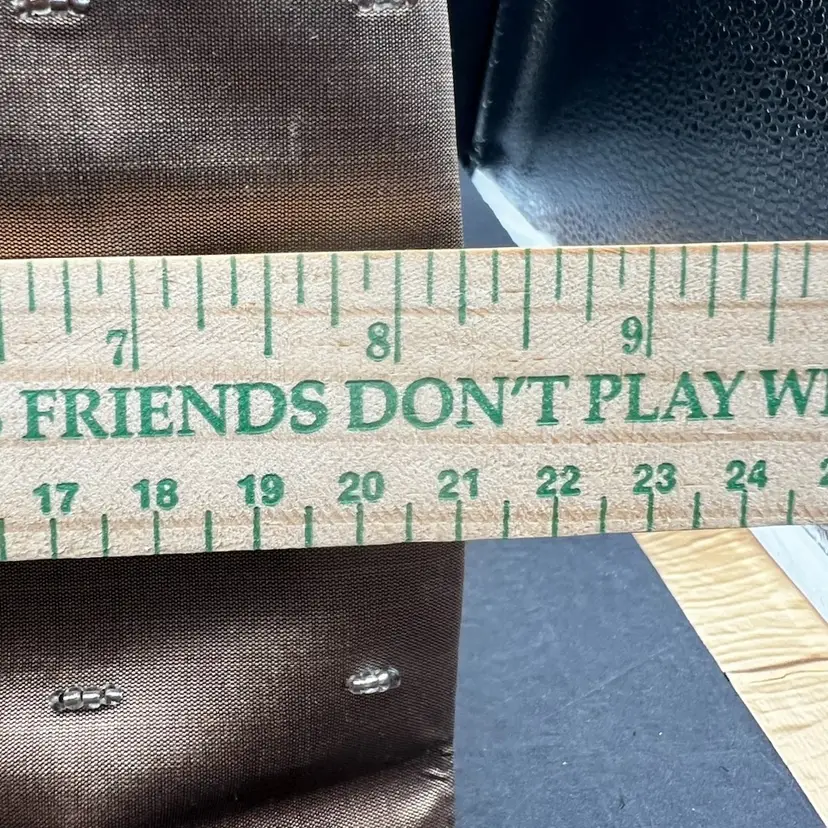 7 8 9
FRIENDS DON'T PLAY
17 18 19 20 21 22 23 24